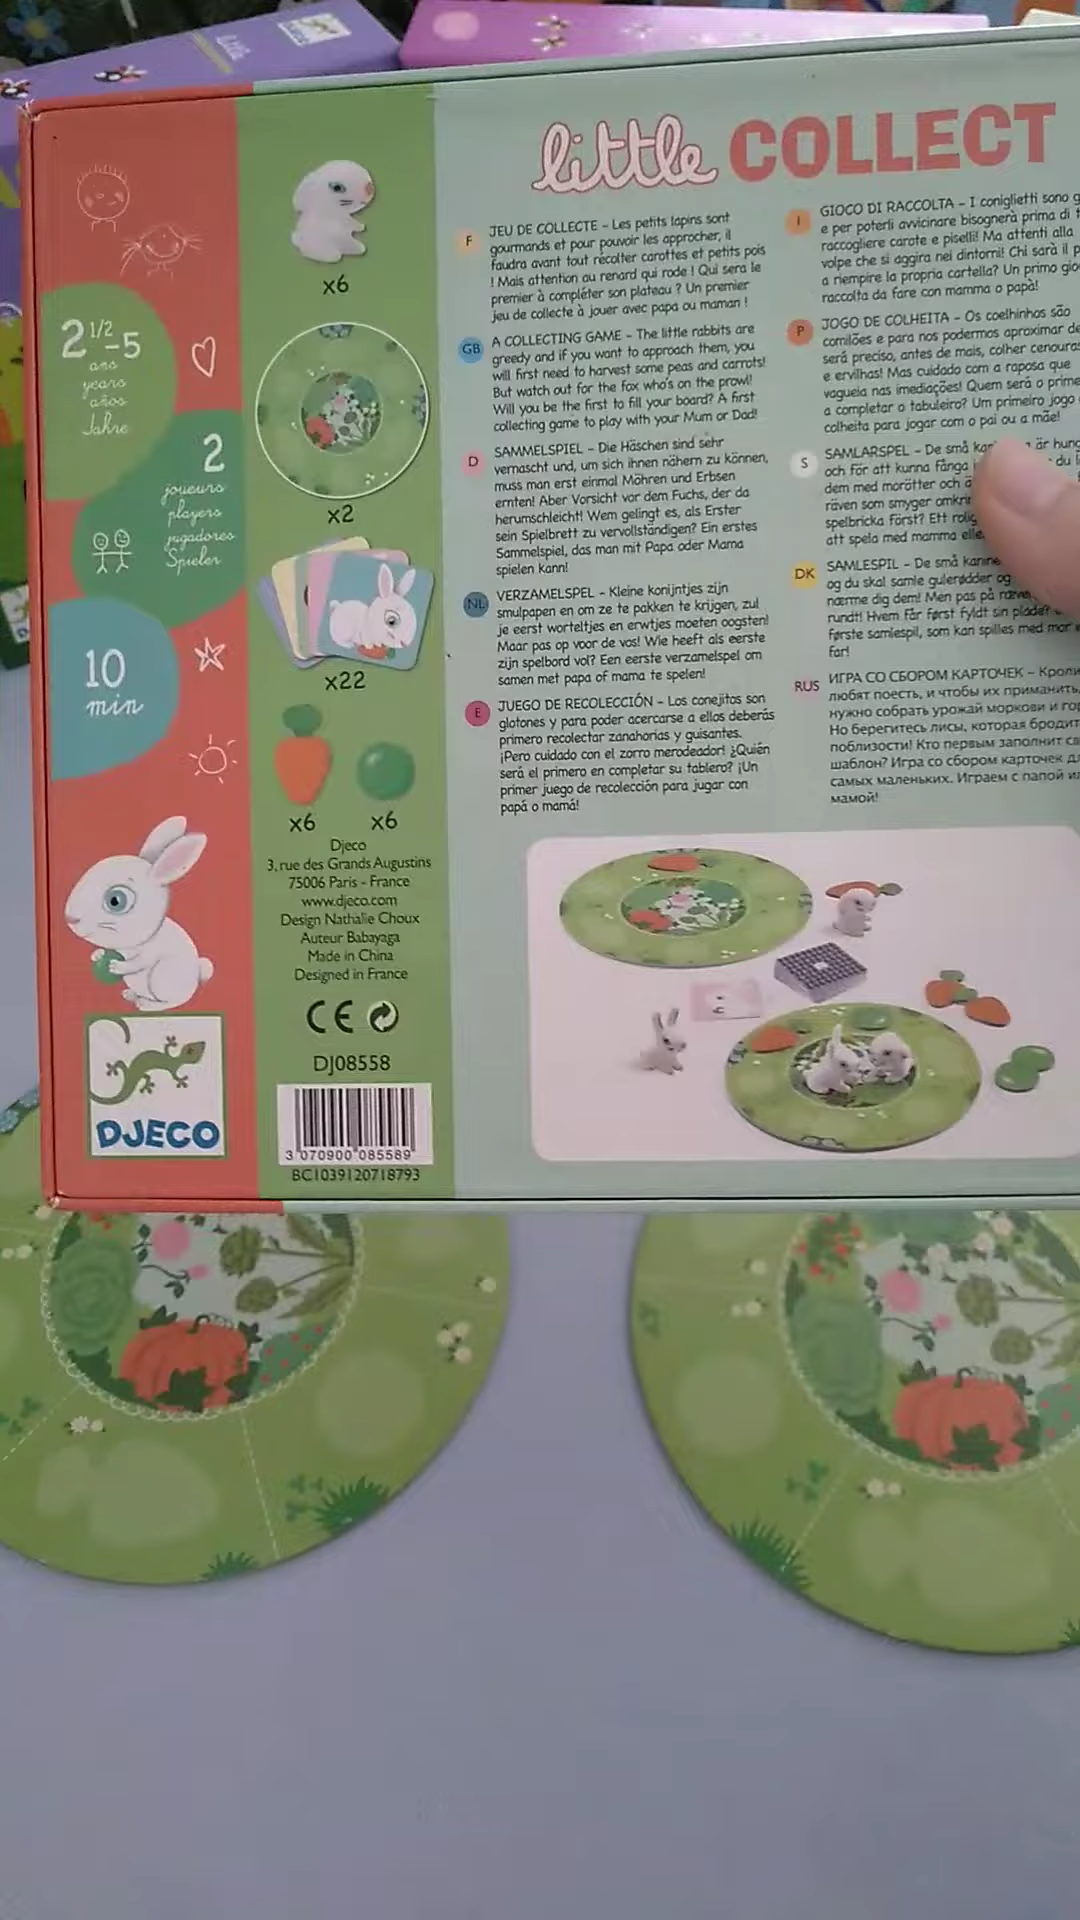 little
little COLLECT
2 1/2-5
ans
years
años
Jahre
2
joueurs
players
jugadores
Spieler
10
min
DJECO
x6
x2
x22
x6 x6
Djeco
3, rue des Grands Augustins
75006 Paris - France
www.djeco.com
Design Nathalie Choux
Auteur Babayaga
Made in China
Designed in France
CE
DJ08558
3 070900 085589
BC1039120718793
F JEU DE COLLECTE – Les petits lapins sont
gourmands et pour pouvoir les approcher, il
faudra avant tout récolter carottes et petits pois
! Mais attention au renard qui rode ! Qui sera le
premier à compléter son plateau ? Un premier
jeu de collecte à jouer avec papa ou maman !
GB A COLLECTING GAME – The little rabbits are
greedy and if you want to approach them, you
will first need to harvest some peas and carrots!
But watch out for the fox who's on the prowl!
Will you be the first to fill your board? A first
collecting game to play with your Mum or Dad!
D SAMMELSPIEL – Die Häschen sind sehr
vernascht und, um sich ihnen nähern zu können,
muss man erst einmal Möhren und Erbsen
ernten! Aber Vorsicht vor dem Fuchs, der da
herumschleicht! Wem gelingt es, als Erster
sein Spielbrett zu vervollständigen? Ein erstes
Sammelspiel, das man mit Papa oder Mama
spielen kann!
NL VERZAMELSPEL – Kleine konijntjes zijn
smulpapen en om ze te pakken te krijgen, zul
je eerst worteltjes en erwtjes moeten oogsten!
Maar pas op voor de vos! Wie heeft als eerste
zijn spelbord vol? Een eerste verzamelspel om
samen met papa of mama te spelen!
E JUEGO DE RECOLECCIÓN – Los conejitos son
glotones y para poder acercarse a ellos deberás
primero recolectar zanahorias y guisantes.
¡Pero cuidado con el zorro merodeador! ¿Quién
será el primero en completar su tablero? ¡Un
primer juego de recolección para jugar con
papá o mamá!
I GIOCO DI RACCOLTA – I coniglietti sono
e per poterli avvicinare bisognerà prima di
raccogliere carote e piselli! Ma attenti alla
volpe che si aggira nei dintorni! Chi sarà il
a riempire la propria cartella? Un primo
raccolta da fare con mamma o papà!
P JOGO DE COLHEITA – Os coelhinhos são
comilões e para nos podermos aproximar
será preciso, antes de mais, colher
e ervilhas! Mas cuidado com a raposa que
vagueia nas imediações! Quem será o
a completar o tabuleiro? Um primeiro jogo
colheita para jogar com o pai ou a mãe!
S SAMLARSPEL – De små är
och för att kunna fånga du
dem med morötter och
räven som smyger
spelbricka först? Ett
att spela med mamma
DK SAMLESPIL – De små
og du skal samle gulerødder og
nærme dig dem! Men pas på
rundt! Hvem får først fyldt sin plade?
første samlespil, som kan spilles med mor
far!
RUS ИГРА СО СБОРОМ КАРТОЧЕК –
любят поесть, и чтобы их приманить,
нужно собрать урожай моркови и
Но берегитесь лисы, которая бродит
поблизости! Кто первым заполнит
шаблон? Игра со сбором карточек
самых маленьких. Играем с папой
мамой!